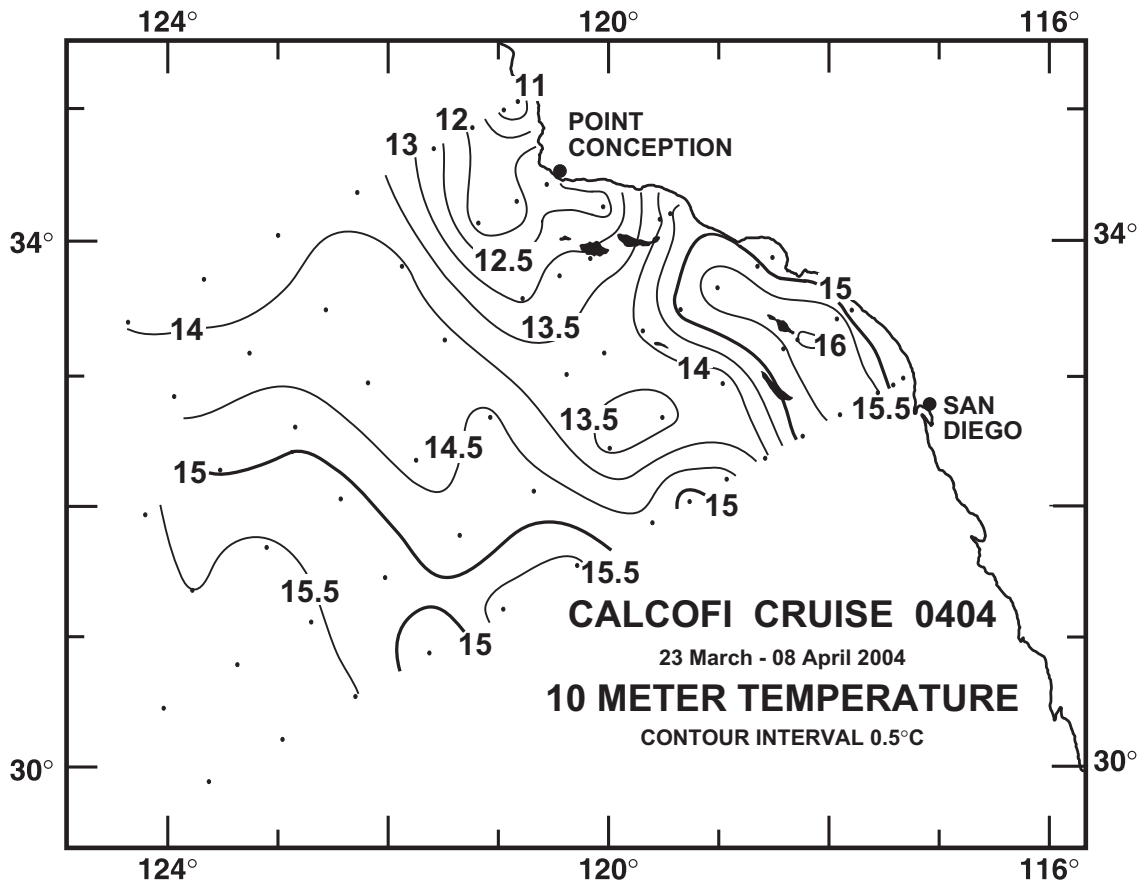 124° 120° 116°
11
12.
POINT
CONCEPTION
13
34° 34°
12.5
15
14
13.5
16
14
15.5
SAN
DIEGO
13.5
14.5
15
15
15.5
15.5
CALCOFI CRUISE 0404
15
23 March - 08 April 2004
10 METER TEMPERATURE
CONTOUR INTERVAL 0.5°C
30° 30°
124° 120° 116°